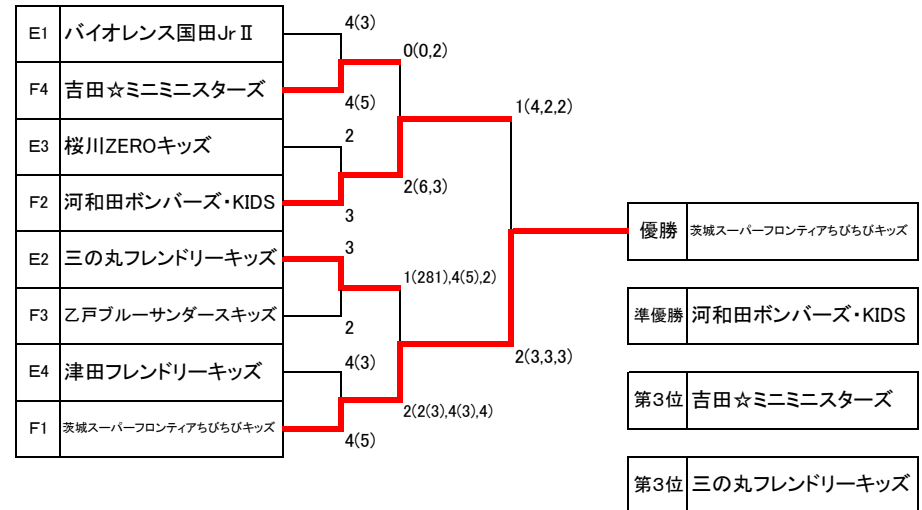 E1 バイオレンス国田JrⅡ
F4 吉田☆ミニミニスターズ
E3 桜川ZEROキッズ
F2 河和田ボンバーズ・KIDS
E2 三の丸フレンドリーキッズ
F3 乙戸ブルーサンダースキッズ
E4 津田フレンドリーキッズ
F1 茨城スーパーフロンティアちびちびキッズ
4(3)
4(5)
2
3
3
2
4(3)
4(5)
0(0,2)
2(6,3)
1(281),4(5),2)
2(2(3),4(3),4)
1(4,2,2)
2(3,3,3)
優勝 茨城スーパーフロンティアちびちびキッズ
準優勝 河和田ボンバーズ・KIDS
第3位 吉田☆ミニミニスターズ
第3位 三の丸フレンドリーキッズ